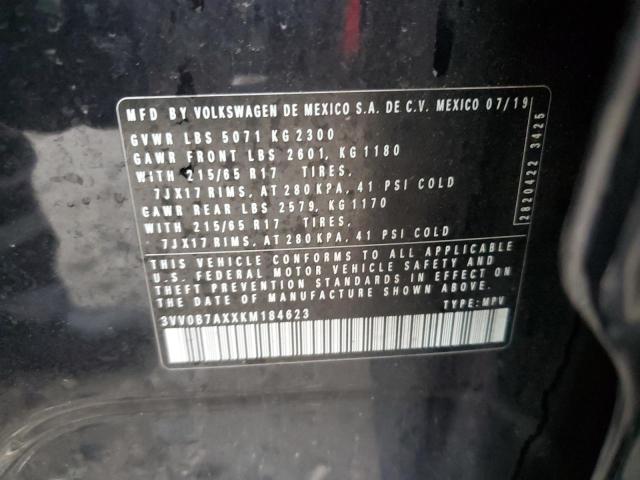 MFD BY VOLKSWAGEN DE MEXICO S.A. DE C.V. MEXICO 07/19
GVWR LBS 5071 KG 2300
GAWR FRONT LBS 2601, KG 1180
WITH 215/65 R17 TIRES,
7JX17 RIMS, AT 280 KPA, 41 PSI COLD
GAWR REAR LBS 2579, KG 1170
WITH 215/65 R17 TIRES,
7JX17 RIMS, AT 280 KPA, 41 PSI COLD
2820422 3425
THIS VEHICLE CONFORMS TO ALL APPLICABLE
U.S. FEDERAL MOTOR VEHICLE SAFETY AND
THEFT PREVENTION STANDARDS IN EFFECT ON
THE DATE OF MANUFACTURE SHOWN ABOVE.
3VV0B7AXXKM184623 TYPE: MPV